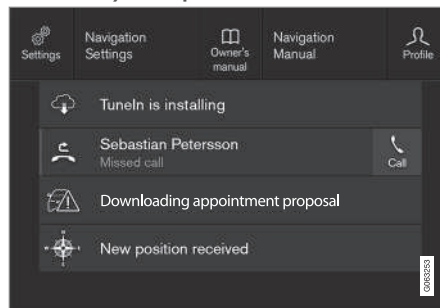 Settings
Navigation
Settings
Owner's
manual
Navigation
Manual
Profile
TuneIn is installing
Sebastian Petersson
Missed call
Call
Downloading appointment proposal
New position received
G063253